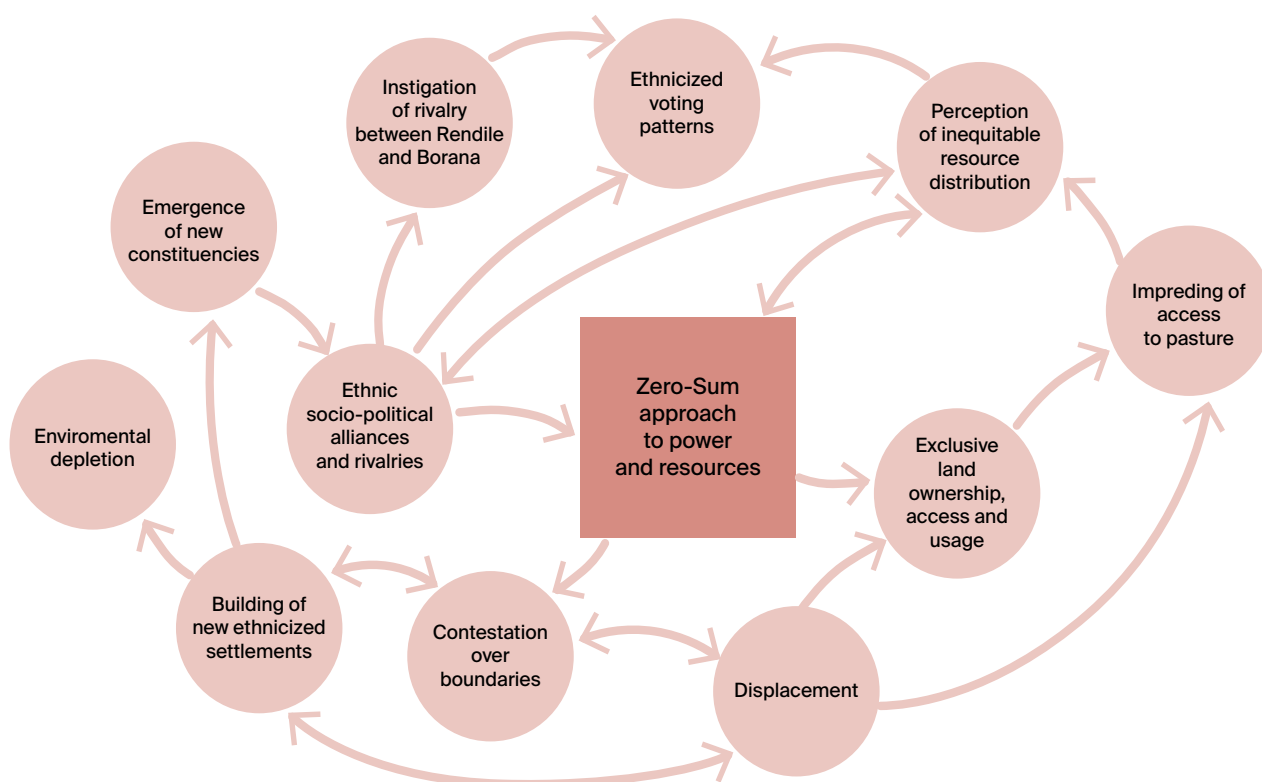 Instigation
of rivalry
between Rendile
and Borana
Ethnicized
voting
patterns
Perception
of inequitable
resource
distribution
Emergence
of new
constituencies
Impreding of
access
to pasture
Enviromental
depletion
Ethnic
socio-political
alliances
and rivalries
Zero-Sum
approach
to power
and resources
Exclusive
land
ownership,
access and
usage
Building of
new ethnicized
settlements
Contestation
over
boundaries
Displacement